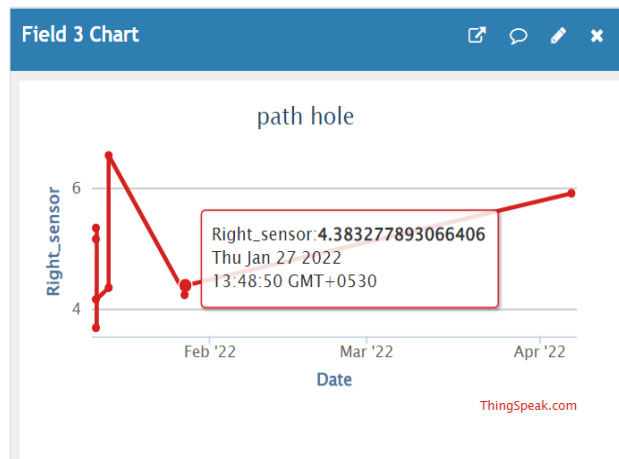 Field 3 Chart
path hole
Right_sensor
6
4
Right_sensor:4.383277893066406
Thu Jan 27 2022
13:48:50 GMT+0530
Feb '22
Mar '22
Apr '22
Date
ThingSpeak.com